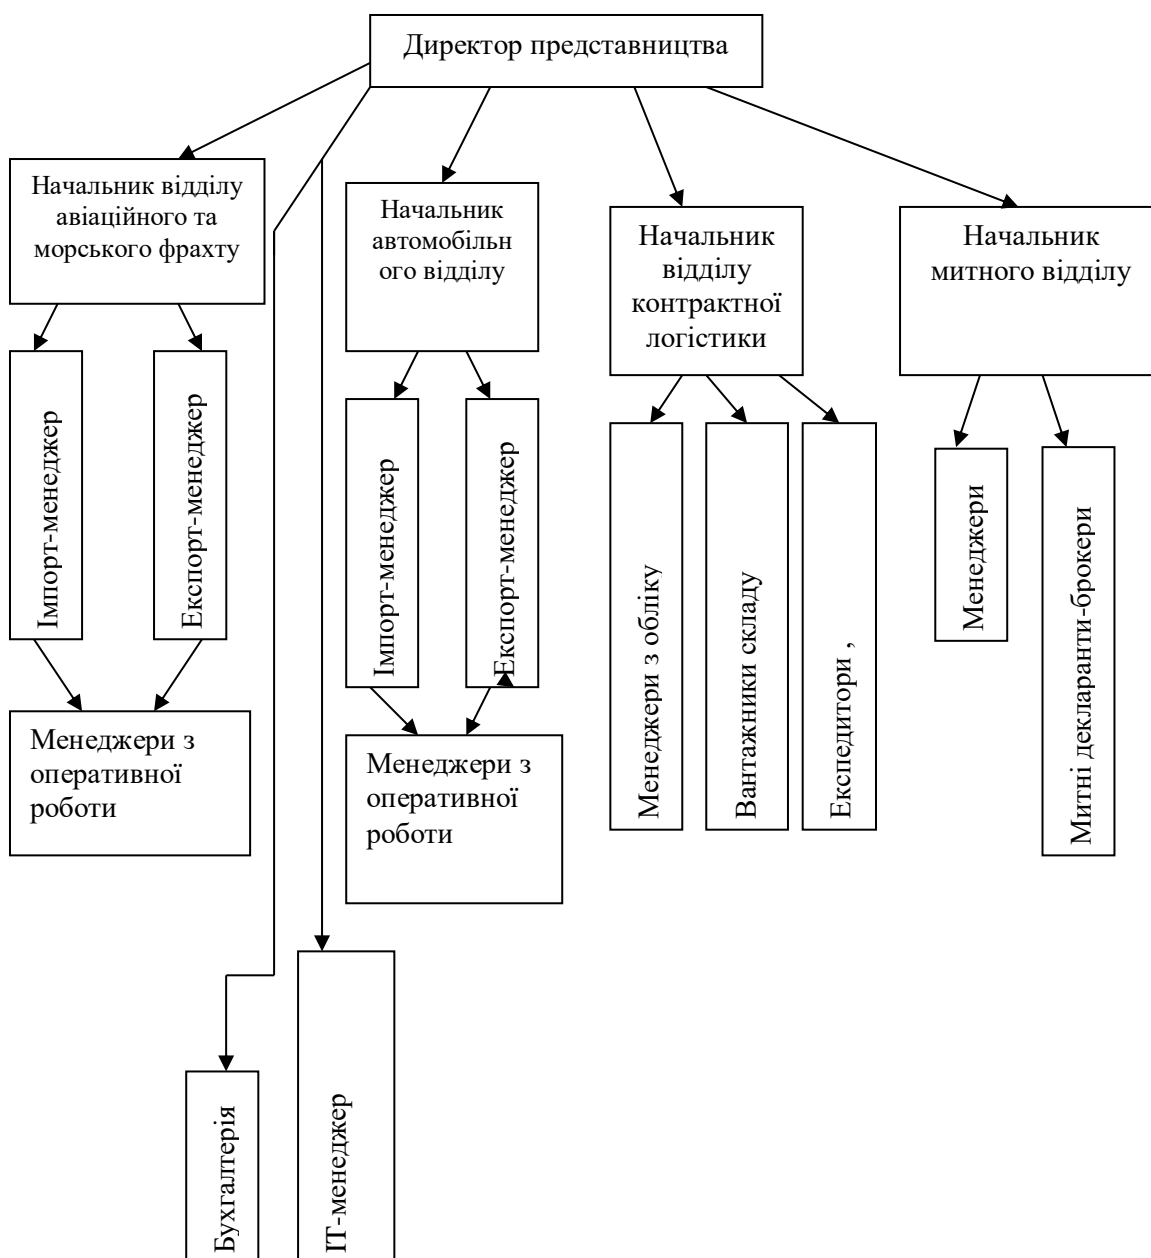 Директор представництва
Начальник відділу
авіаційного та
морського фрахту
Начальник
автомобільн
ого відділу
Начальник
відділу
контрактної
логістики
Начальник
митного відділу
Імпорт-менеджер
Експорт-менеджер
Імпорт-менеджер
Експорт-менеджер
Менеджери з обліку
Вантажники складу
Експедитори ,
Менеджери
Митні декларанти-брокери
Менеджери з
оперативної
роботи
Менеджери з
оперативної
роботи
Бухгалтерія
ІТ-менеджер